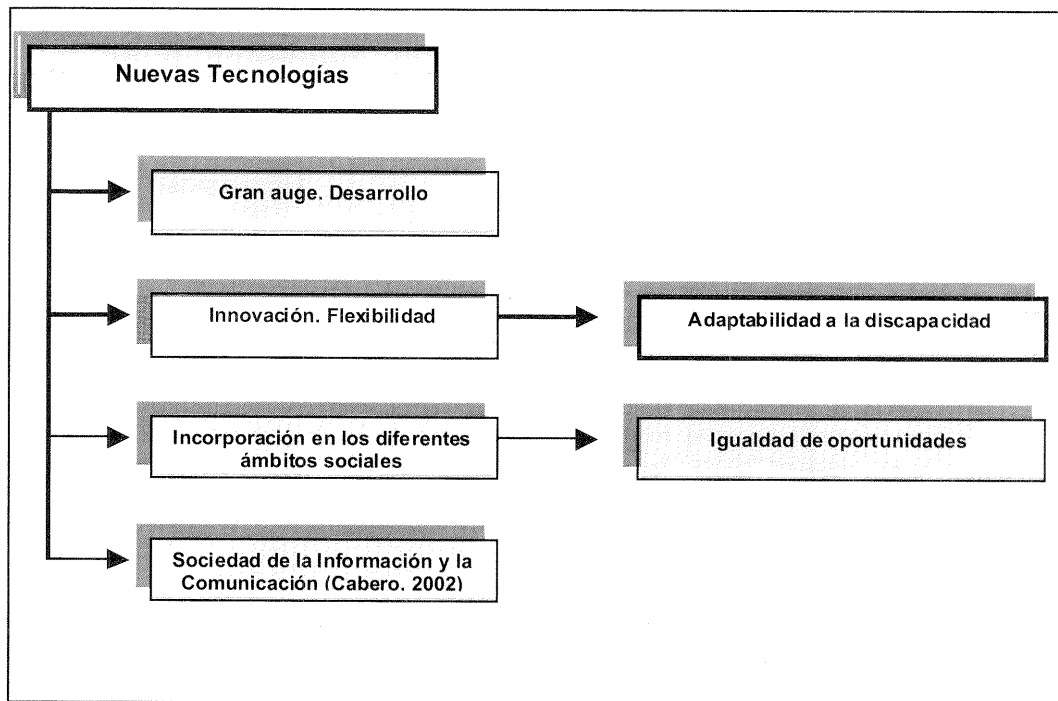 Nuevas Tecnologías
Gran auge. Desarrollo
Innovación. Flexibilidad
Adaptabilidad a la discapacidad
Incorporación en los diferentes
ámbitos sociales
Igualdad de oportunidades
Sociedad de la Información y la
Comunicación (Cabero. 2002)